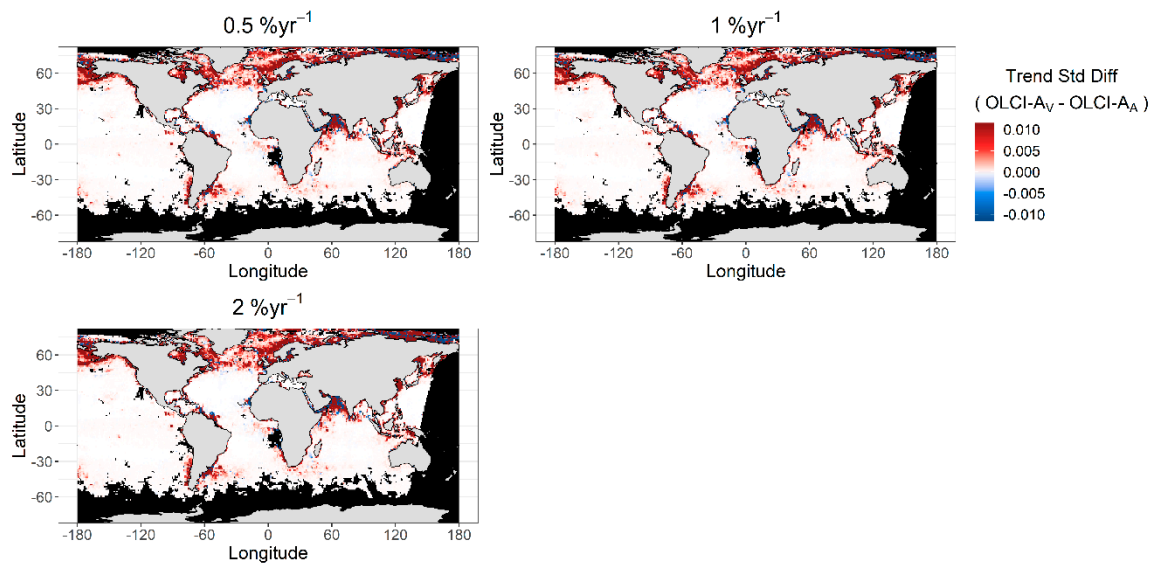 0.5 %yr⁻¹
60
30
0
-30
-60
Latitude
-180 -120 -60 0 60 120 180
Longitude
1 %yr⁻¹
60
30
0
-30
-60
Latitude
-180 -120 -60 0 60 120 180
Longitude
Trend Std Diff
( OLCI-Aᵥ - OLCI-A_A )
0.010
0.005
0.000
-0.005
-0.010
2 %yr⁻¹
60
30
0
-30
-60
Latitude
-180 -120 -60 0 60 120 180
Longitude